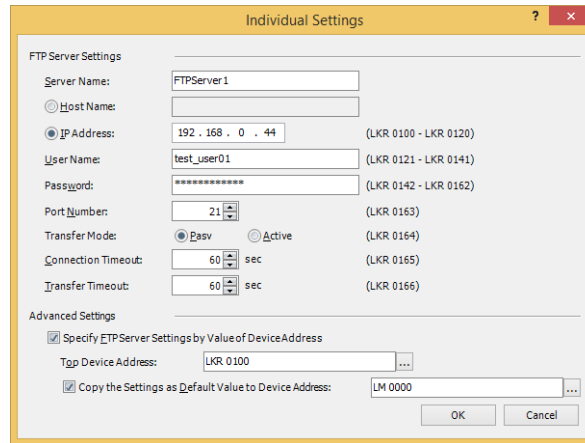 Individual Settings ? ×
FTP Server Settings
Server Name: FTPServer1
Host Name:
IP Address: 192 . 168 . 0 . 44 (LKR 0100 - LKR 0120)
User Name: test_user01 (LKR 0121 - LKR 0141)
Password: ************ (LKR 0142 - LKR 0162)
Port Number: 21 (LKR 0163)
Transfer Mode: Pasv Active (LKR 0164)
Connection Timeout: 60 sec (LKR 0165)
Transfer Timeout: 60 sec (LKR 0166)
Advanced Settings
Specify FTP Server Settings by Value of Device Address
Top Device Address: LKR 0100 ...
Copy the Settings as Default Value to Device Address: LM 0000 ...
OK Cancel